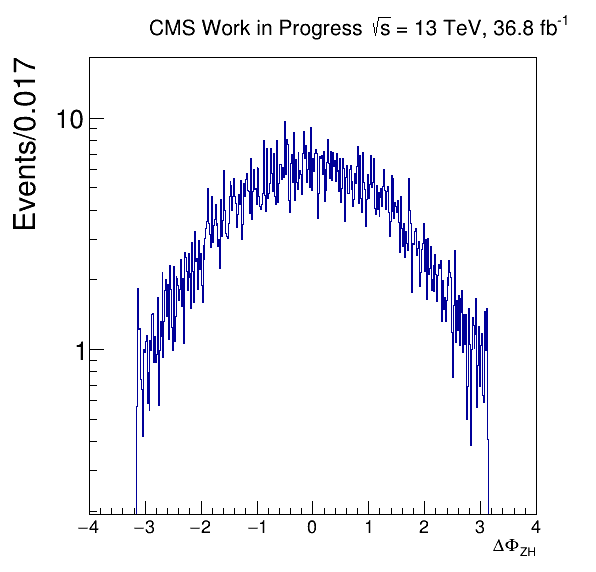 CMS Work in Progress √s = 13 TeV, 36.8 fb⁻¹
Events/0.017
10
1
−4 −3 −2 −1 0 1 2 3 4
ΔΦ_ZH